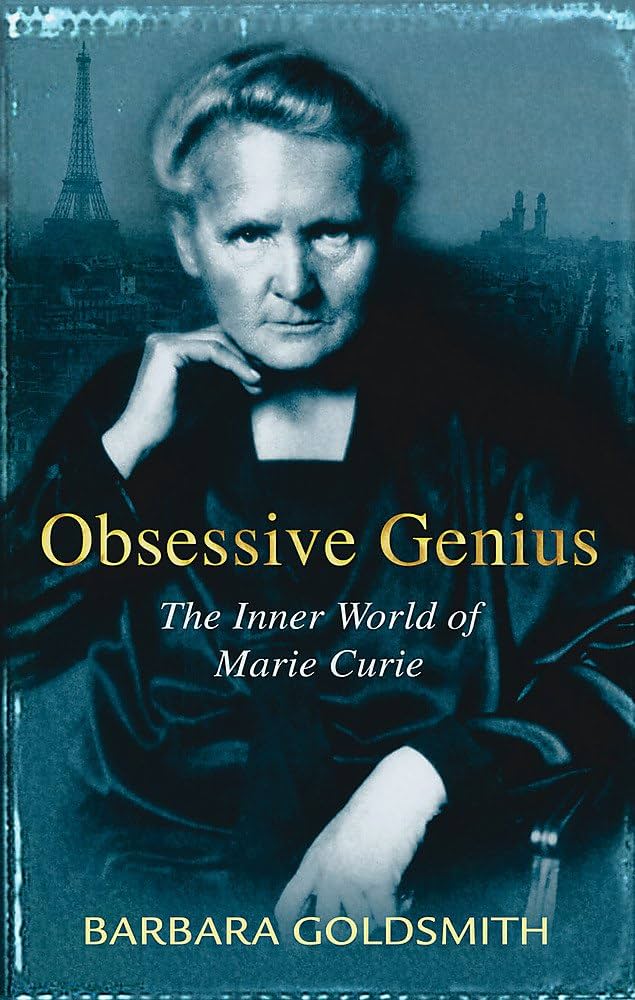 Obsessive Genius
The Inner World of
Marie Curie
BARBARA GOLDSMITH